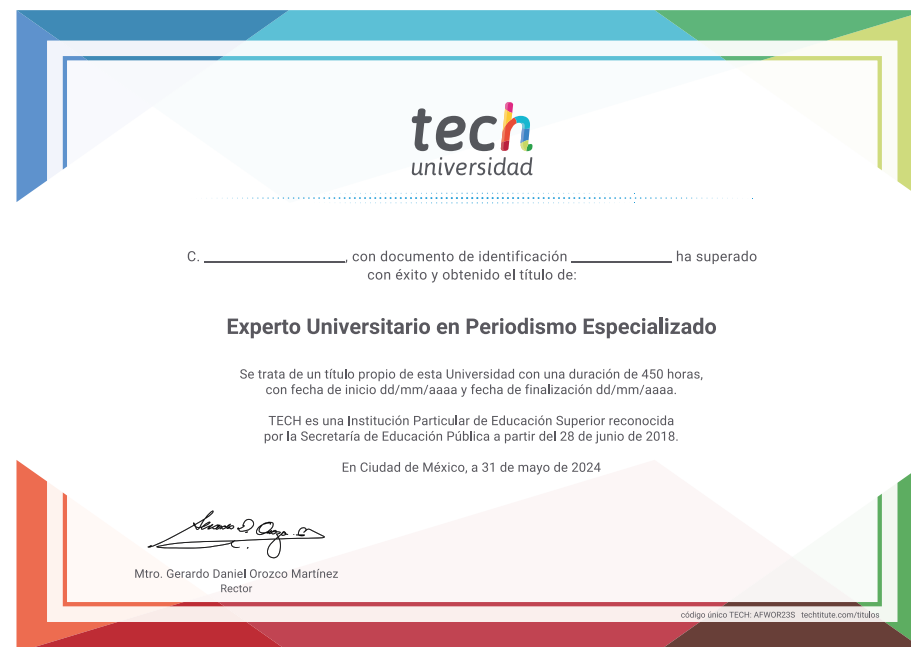 tech
universidad
C. ____________, con documento de identificación ____________ ha superado
con éxito y obtenido el título de:
Experto Universitario en Periodismo Especializado
Se trata de un título propio de esta Universidad con una duración de 450 horas,
con fecha de inicio dd/mm/aaaa y fecha de finalización dd/mm/aaaa.
TECH es una Institución Particular de Educación Superior reconocida
por la Secretaría de Educación Pública a partir del 28 de junio de 2018.
En Ciudad de México, a 31 de mayo de 2024
Mtro. Gerardo Daniel Orozco Martínez
Rector
código único TECH: AFWOR23S techtitute.com/titulos